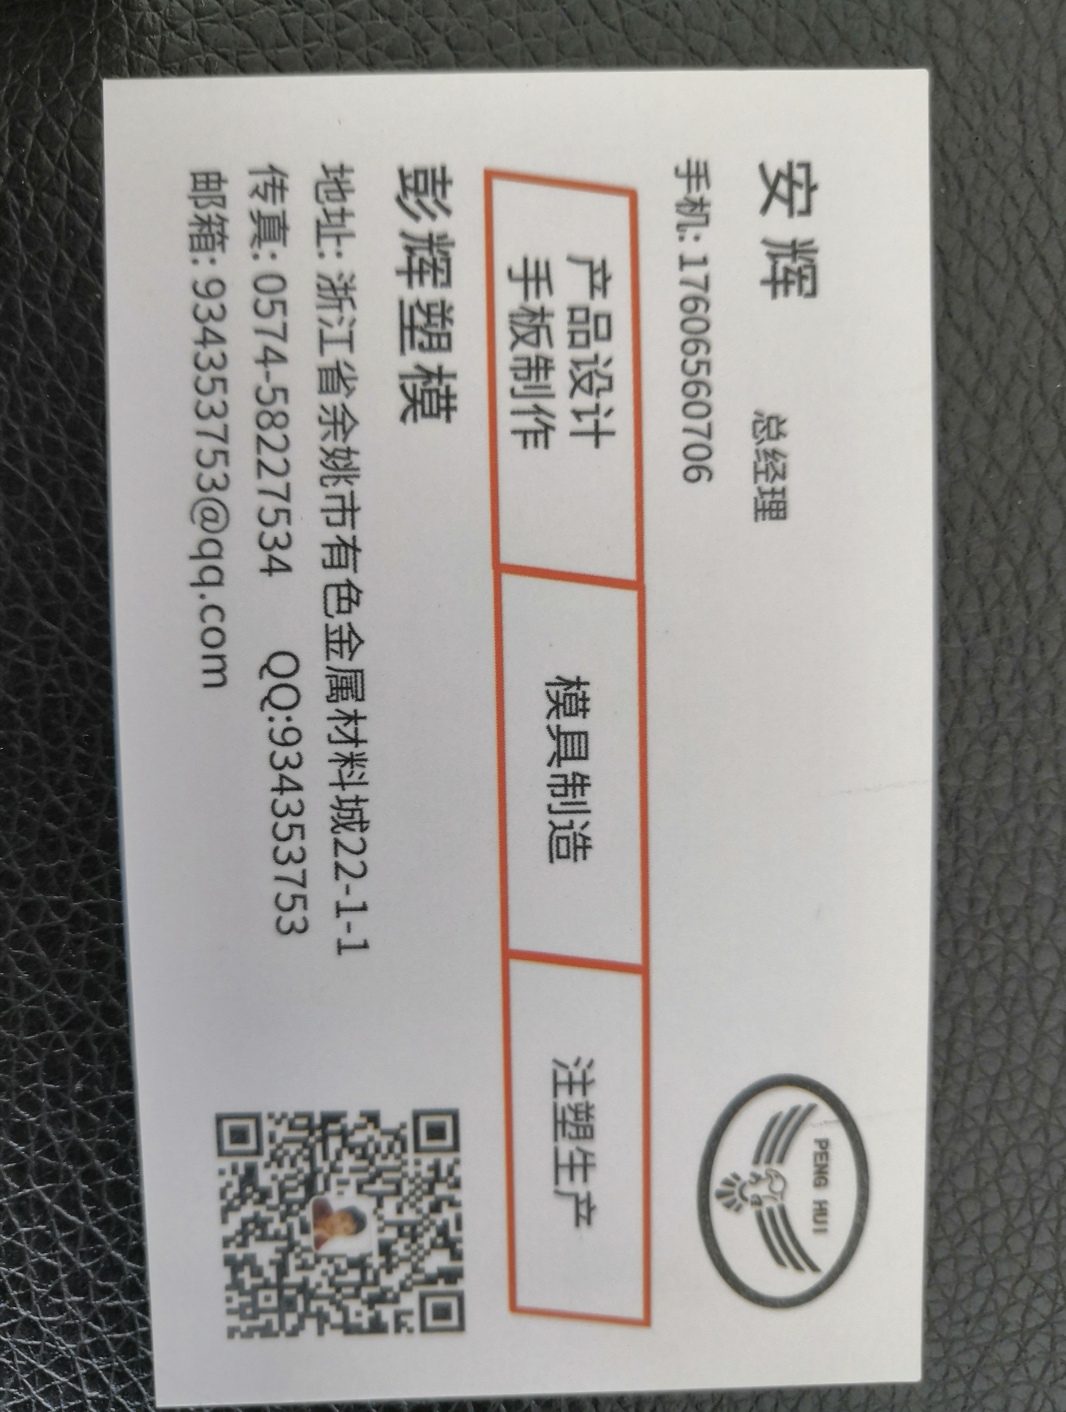 安辉 总经理
手机: 17606560706
PENG HUI
产品设计
手板制作
模具制造
注塑生产
彭辉塑模
地址: 浙江省余姚市有色金属材料城22-1-1
传真: 0574-58227534 QQ:934353753
邮箱: 934353753@qq.com